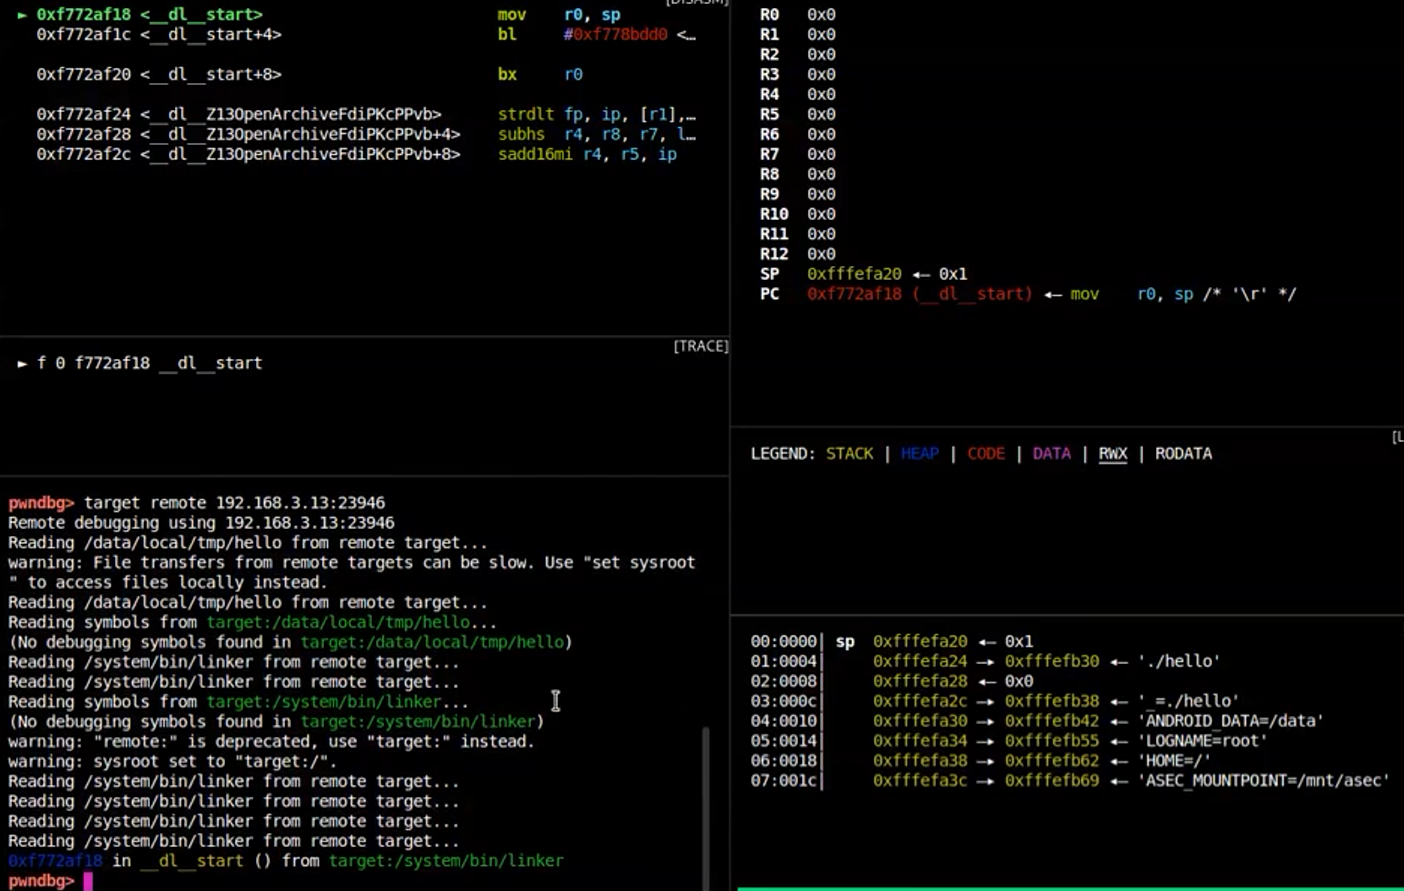 [DISASM]
► 0xf772af18 <__dl__start> mov r0, sp
0xf772af1c <__dl__start+4> bl #0xf778bdd0 <…
0xf772af20 <__dl__start+8> bx r0
0xf772af24 <__dl__Z13OpenArchiveFdiPKcPPvb> strdlt fp, ip, [r1],…
0xf772af28 <__dl__Z13OpenArchiveFdiPKcPPvb+4> subhs r4, r8, r7, l…
0xf772af2c <__dl__Z13OpenArchiveFdiPKcPPvb+8> sadd16mi r4, r5, ip
[TRACE]
► f 0 f772af18 __dl__start
pwndbg> target remote 192.168.3.13:23946
Remote debugging using 192.168.3.13:23946
Reading /data/local/tmp/hello from remote target...
warning: File transfers from remote targets can be slow. Use "set sysroot
" to access files locally instead.
Reading /data/local/tmp/hello from remote target...
Reading symbols from target:/data/local/tmp/hello...
(No debugging symbols found in target:/data/local/tmp/hello)
Reading /system/bin/linker from remote target...
Reading /system/bin/linker from remote target...
Reading symbols from target:/system/bin/linker...
(No debugging symbols found in target:/system/bin/linker)
warning: "remote:" is deprecated, use "target:" instead.
warning: sysroot set to "target:/".
Reading /system/bin/linker from remote target...
Reading /system/bin/linker from remote target...
Reading /system/bin/linker from remote target...
Reading /system/bin/linker from remote target...
0xf772af18 in __dl__start () from target:/system/bin/linker
pwndbg>
R0 0x0
R1 0x0
R2 0x0
R3 0x0
R4 0x0
R5 0x0
R6 0x0
R7 0x0
R8 0x0
R9 0x0
R10 0x0
R11 0x0
R12 0x0
SP 0xfffefa20 ◂— 0x1
PC 0xf772af18 (__dl__start) ◂— mov r0, sp /* '\r' */
[L
LEGEND: STACK | HEAP | CODE | DATA | RWX | RODATA
00:0000│ sp 0xfffefa20 ◂— 0x1
01:0004│ 0xfffefa24 —▸ 0xfffefb30 ◂— './hello'
02:0008│ 0xfffefa28 ◂— 0x0
03:000c│ 0xfffefa2c —▸ 0xfffefb38 ◂— '_=./hello'
04:0010│ 0xfffefa30 —▸ 0xfffefb42 ◂— 'ANDROID_DATA=/data'
05:0014│ 0xfffefa34 —▸ 0xfffefb55 ◂— 'LOGNAME=root'
06:0018│ 0xfffefa38 —▸ 0xfffefb62 ◂— 'HOME=/'
07:001c│ 0xfffefa3c —▸ 0xfffefb69 ◂— 'ASEC_MOUNTPOINT=/mnt/asec'